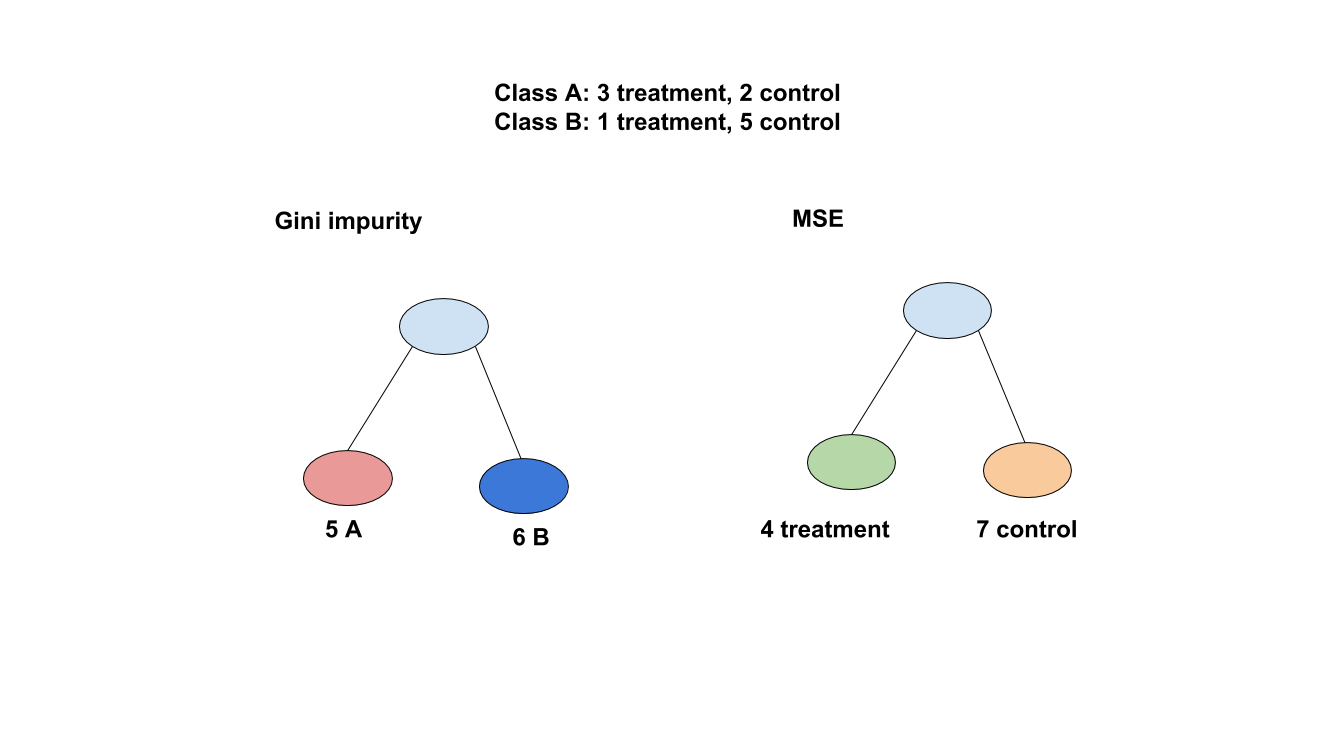 Class A: 3 treatment, 2 control
Class B: 1 treatment, 5 control
Gini impurity
MSE
5 A
6 B
4 treatment
7 control